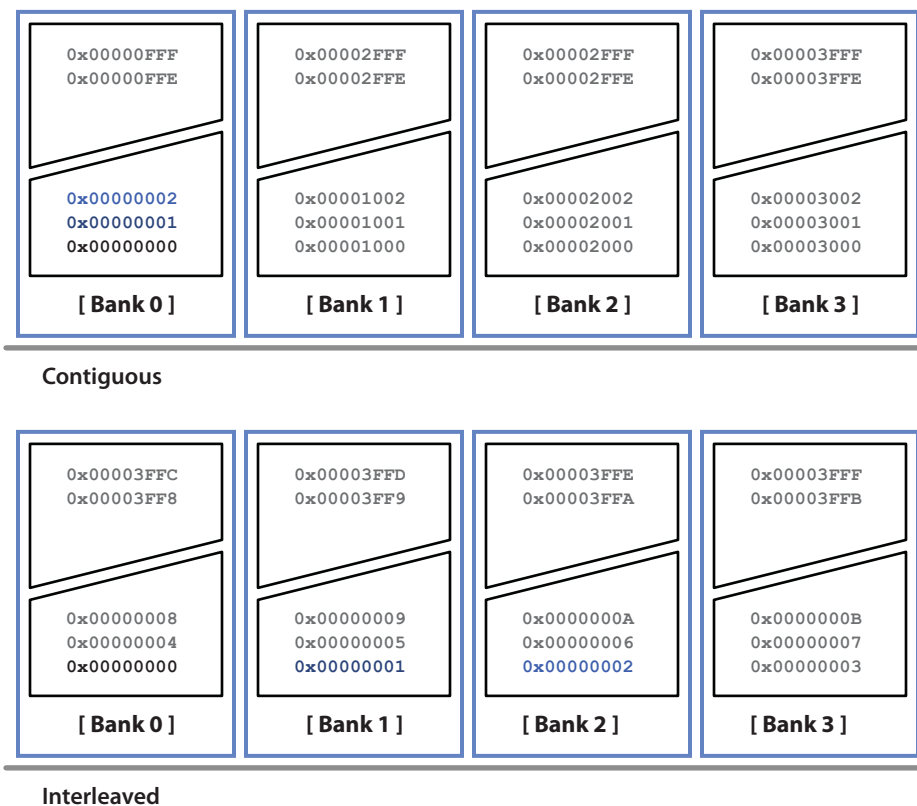 0x00000FFF 0x00002FFF 0x00002FFF 0x00003FFF
0x00000FFE 0x00002FFE 0x00002FFE 0x00003FFE
0x00000002 0x00001002 0x00002002 0x00003002
0x00000001 0x00001001 0x00002001 0x00003001
0x00000000 0x00001000 0x00002000 0x00003000
[ Bank 0 ] [ Bank 1 ] [ Bank 2 ] [ Bank 3 ]
Contiguous
0x00003FFC 0x00003FFD 0x00003FFE 0x00003FFF
0x00003FF8 0x00003FF9 0x00003FFA 0x00003FFB
0x00000008 0x00000009 0x0000000A 0x0000000B
0x00000004 0x00000005 0x00000006 0x00000007
0x00000000 0x00000001 0x00000002 0x00000003
[ Bank 0 ] [ Bank 1 ] [ Bank 2 ] [ Bank 3 ]
Interleaved